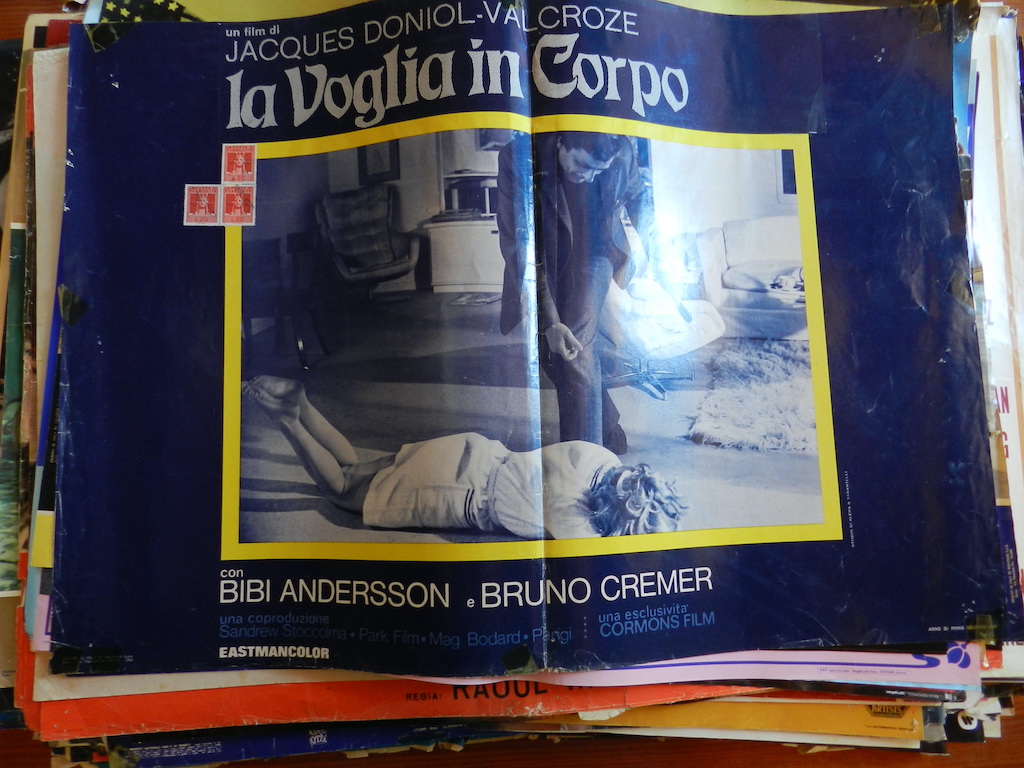 un film di
JACQUES DONIOL-VALCROZE
la Voglia in Corpo
con
BIBI ANDERSSON e BRUNO CREMER
una coproduzione
Sandrew Stoccolma • Park Film • Mag Bodard •
una esclusività
CORMONS FILM
EASTMANCOLOR
REGIA: RAOUL
ARTISTS